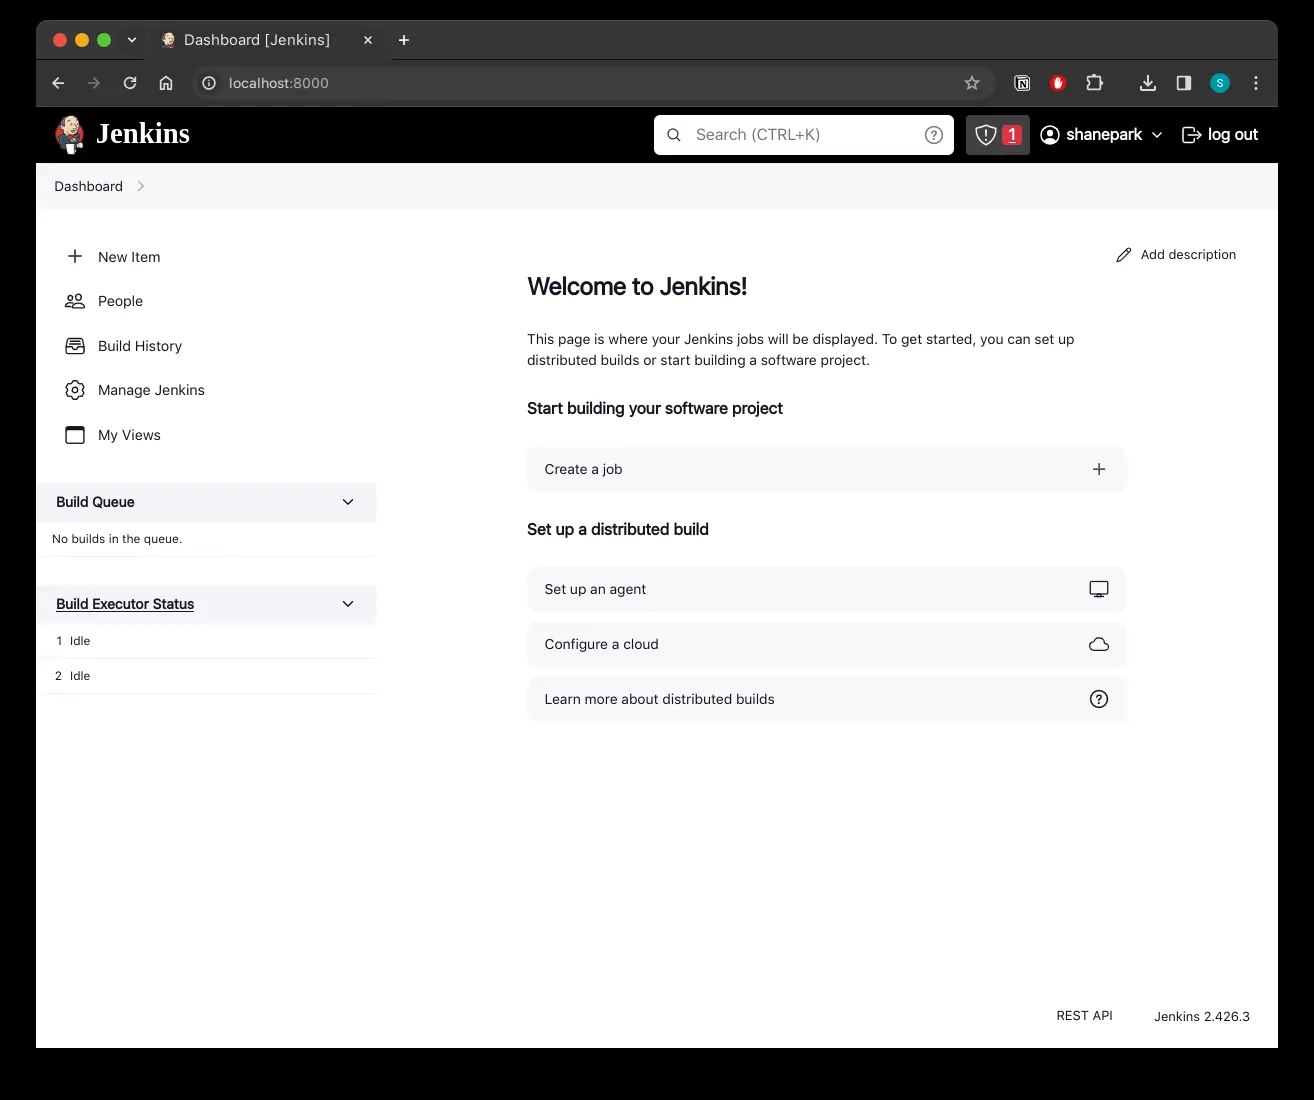 Dashboard [Jenkins]
localhost:8000
S
Jenkins
Search (CTRL+K)
1
shanepark
log out
Dashboard
New Item
People
Build History
Manage Jenkins
My Views
Build Queue
No builds in the queue.
Build Executor Status
1 Idle
2 Idle
Add description
Welcome to Jenkins!
This page is where your Jenkins jobs will be displayed. To get started, you can set up
distributed builds or start building a software project.
Start building your software project
Create a job
Set up a distributed build
Set up an agent
Configure a cloud
Learn more about distributed builds
REST API
Jenkins 2.426.3